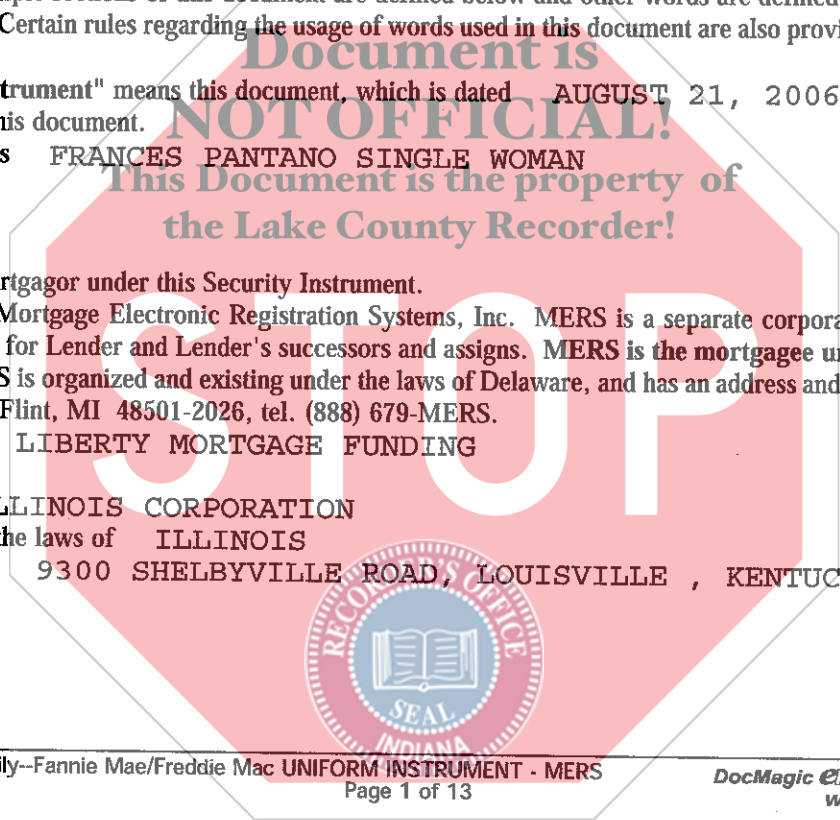 Certain rules regarding the usage of words used in this document are also provi
Document is
trument" means this document, which is dated AUGUST 21, 2006
NOT OFFICIAL!
his document.
s FRANCES PANTANO SINGLE WOMAN
This Document is the property of
the Lake County Recorder!
rtgagor under this Security Instrument.
Mortgage Electronic Registration Systems, Inc. MERS is a separate corpora
for Lender and Lender's successors and assigns. MERS is the mortgagee u
S is organized and existing under the laws of Delaware, and has an address and
Flint, MI 48501-2026, tel. (888) 679-MERS.
LIBERTY MORTGAGE FUNDING
STOP
LLINOIS CORPORATION
the laws of ILLINOIS
9300 SHELBYVILLE ROAD, LOUISVILLE , KENTUC
RECORDER'S OFFICE
SEAL
INDIANA
ily--Fannie Mae/Freddie Mac UNIFORM INSTRUMENT - MERS
Page 1 of 13
DocMagic